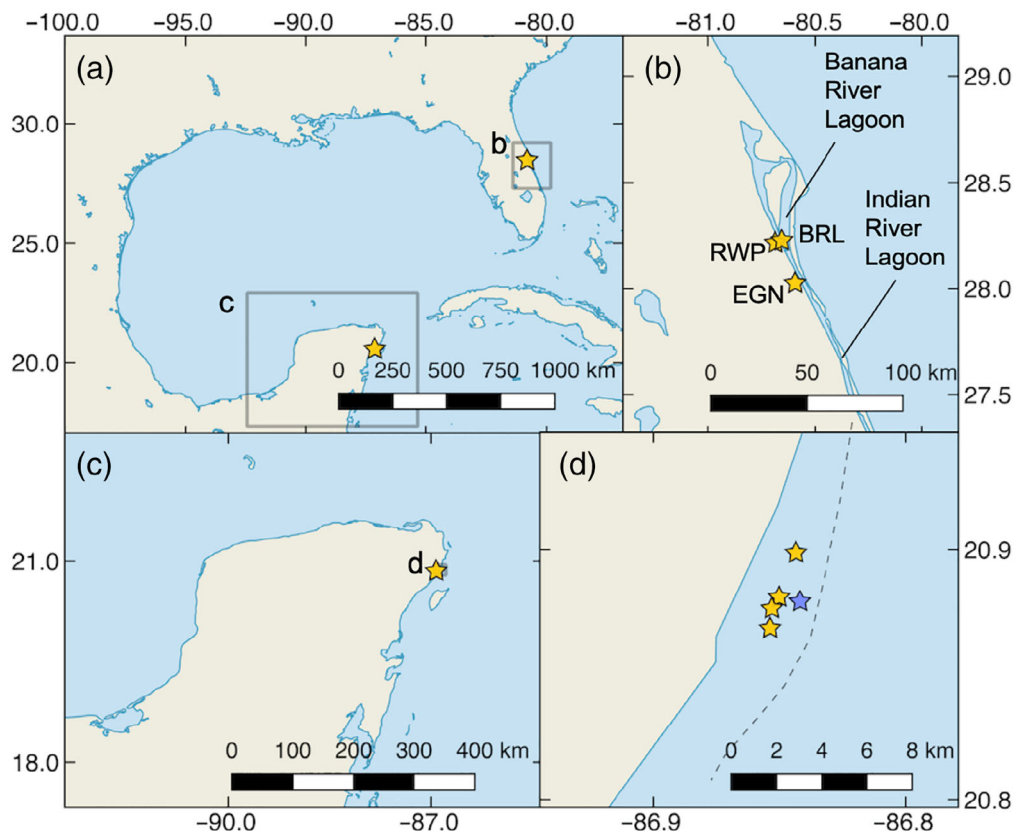 −100.0 −95.0 −90.0 −85.0 −80.0 −81.0 −80.5 −80.0
(a)
30.0
25.0
20.0
b
c
0 250 500 750 1000 km
(b)
Banana
River
Lagoon
Indian
River
Lagoon
BRL
RWP
EGN
0 50 100 km
29.0
28.5
28.0
27.5
(c)
21.0
18.0
d
0 100 200 300 400 km
−90.0 −87.0
(d)
20.9
20.8
0 2 4 6 8 km
−86.9 −86.8